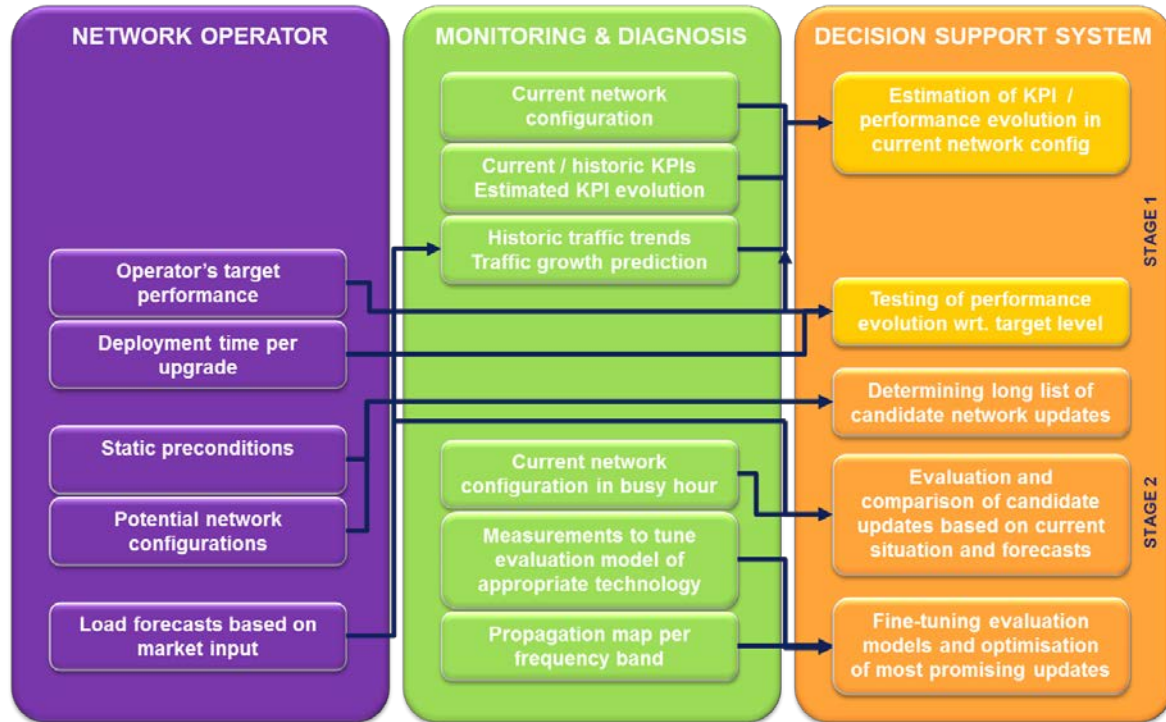 NETWORK OPERATOR
Operator's target
performance
Deployment time per
upgrade
Static preconditions
Potential network
configurations
Load forecasts based on
market input
MONITORING & DIAGNOSIS
Current network
configuration
Current / historic KPIs
Estimated KPI evolution
Historic traffic trends
Traffic growth prediction
Current network
configuration in busy hour
Measurements to tune
evaluation model of
appropriate technology
Propagation map per
frequency band
DECISION SUPPORT SYSTEM
Estimation of KPI /
performance evolution in
current network config
Testing of performance
evolution wrt. target level
Determining long list of
candidate network updates
Evaluation and
comparison of candidate
updates based on current
situation and forecasts
Fine-tuning evaluation
models and optimisation
of most promising updates
STAGE 1
STAGE 2